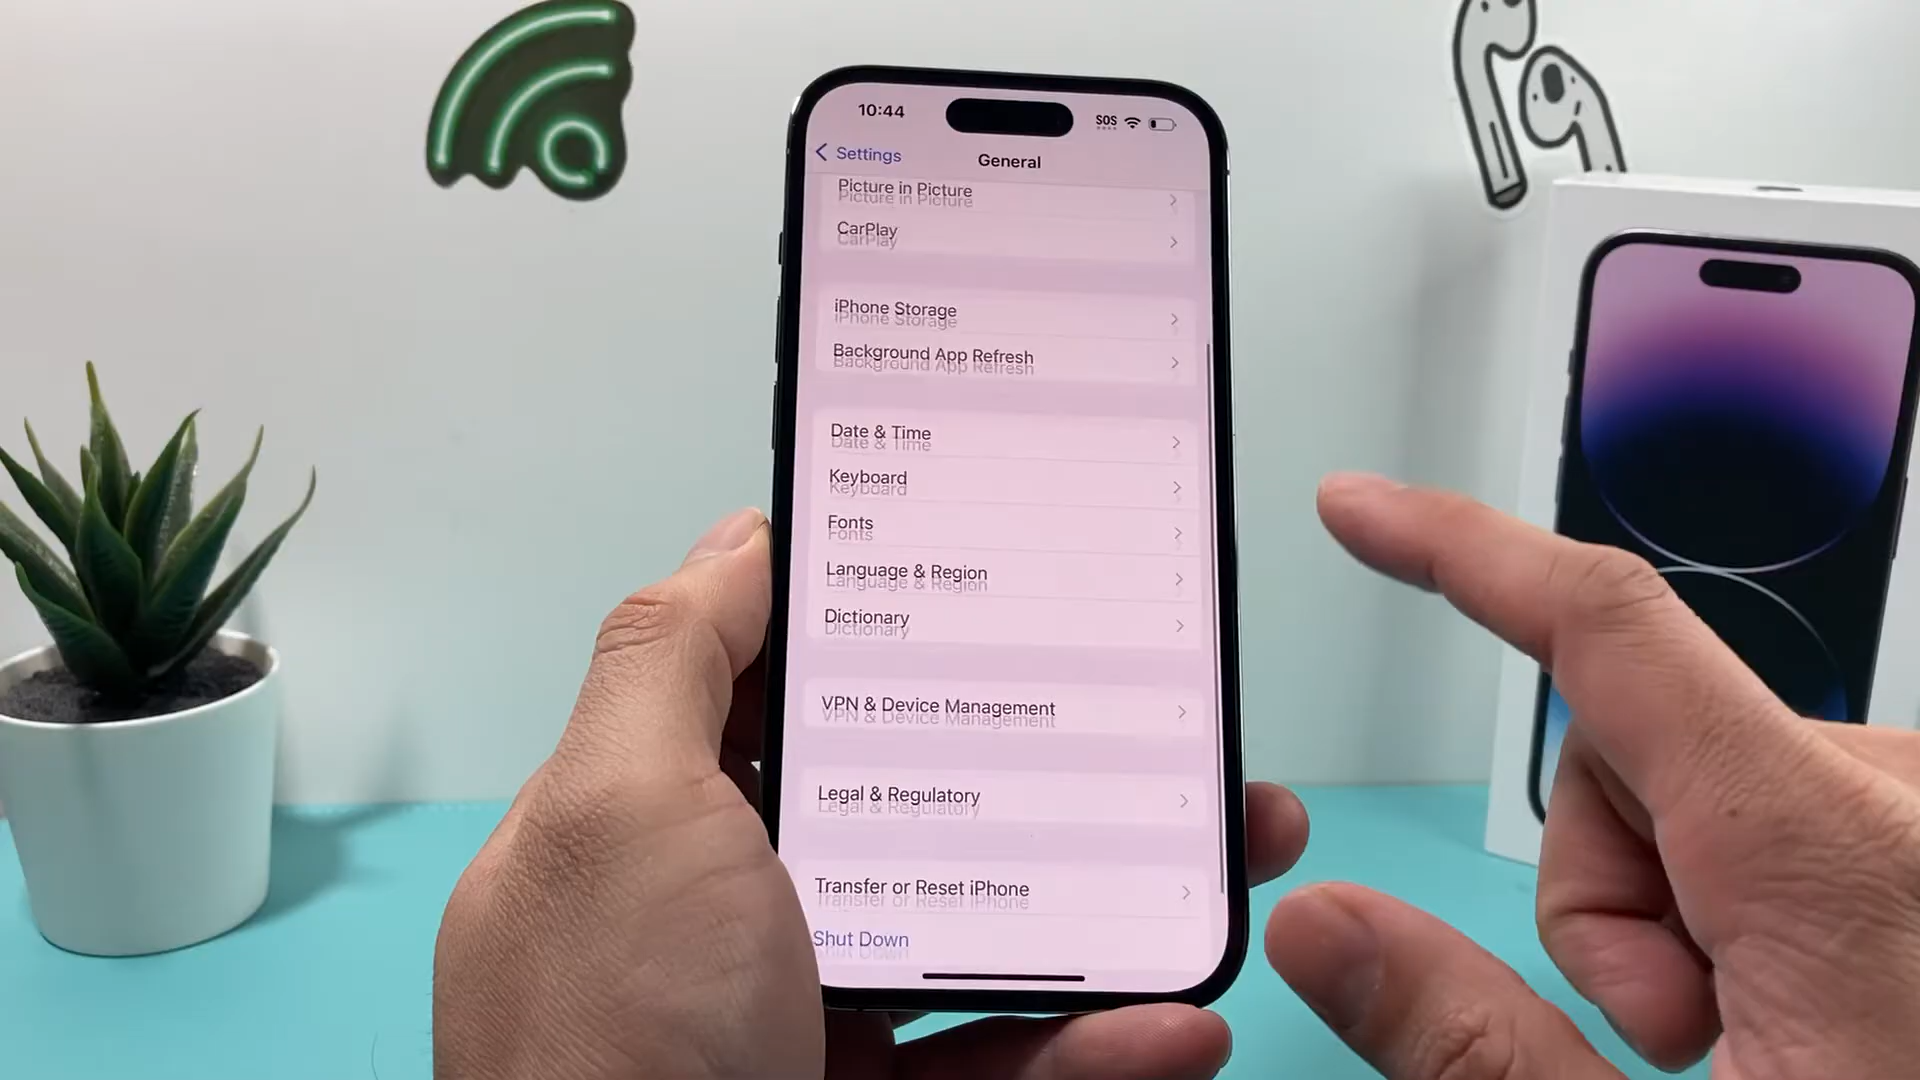 10:44
SOS
Settings
General
Picture in Picture
CarPlay
iPhone Storage
Background App Refresh
Date & Time
Keyboard
Fonts
Language & Region
Dictionary
VPN & Device Management
Legal & Regulatory
Transfer or Reset iPhone
Shut Down